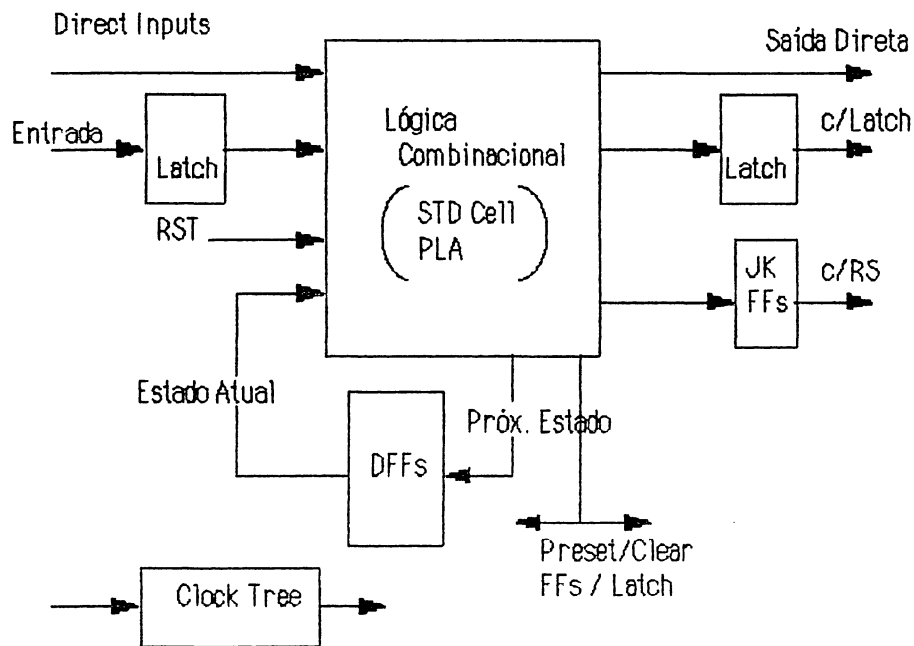 Direct Inputs
Saída Direta
Entrada
Latch
RST
Lógica
Combinacional
STD Cell
PLA
c/Latch
Latch
JK
FFs
c/RS
Estado Atual
DFFs
Próx. Estado
Preset/Clear
FFs / Latch
Clock Tree